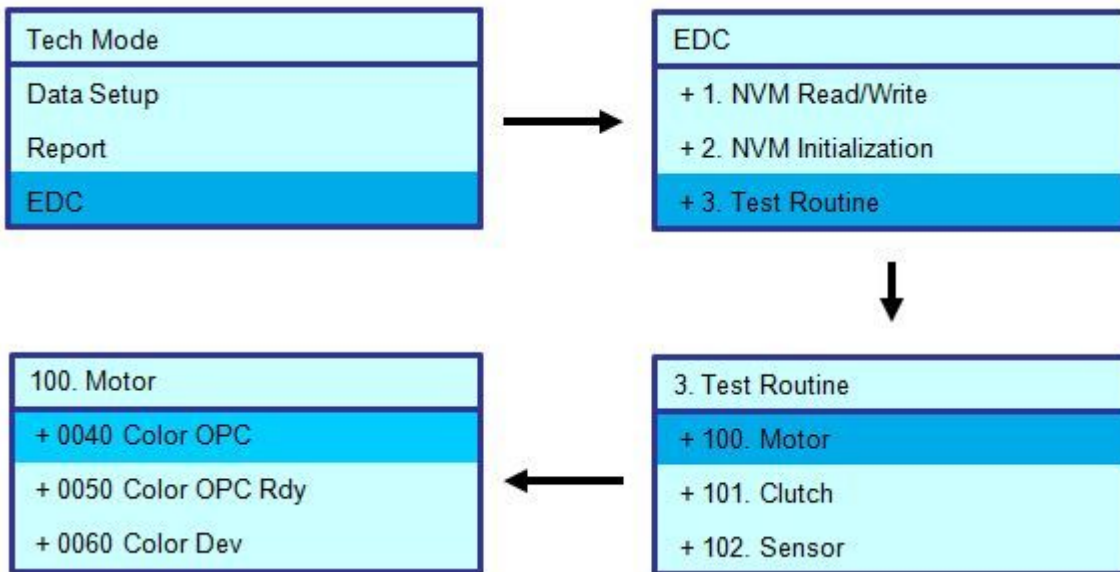 Tech Mode
Data Setup
Report
EDC
EDC
+ 1. NVM Read/Write
+ 2. NVM Initialization
+ 3. Test Routine
3. Test Routine
+ 100. Motor
+ 101. Clutch
+ 102. Sensor
100. Motor
+ 0040 Color OPC
+ 0050 Color OPC Rdy
+ 0060 Color Dev